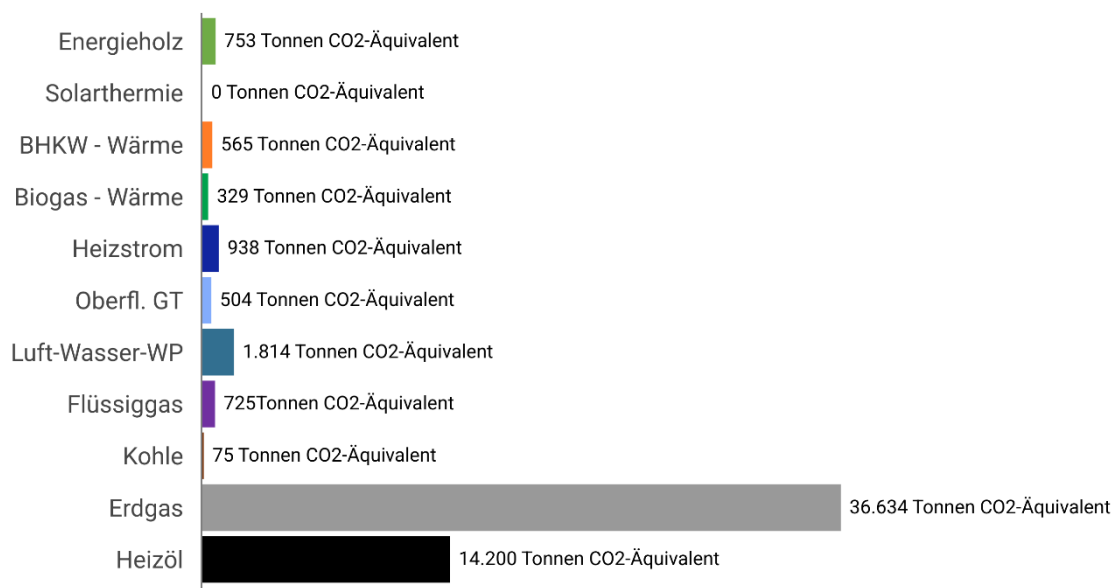 Energieholz 753 Tonnen CO2-Äquivalent
Solarthermie 0 Tonnen CO2-Äquivalent
BHKW - Wärme 565 Tonnen CO2-Äquivalent
Biogas - Wärme 329 Tonnen CO2-Äquivalent
Heizstrom 938 Tonnen CO2-Äquivalent
Oberfl. GT 504 Tonnen CO2-Äquivalent
Luft-Wasser-WP 1.814 Tonnen CO2-Äquivalent
Flüssiggas 725Tonnen CO2-Äquivalent
Kohle 75 Tonnen CO2-Äquivalent
Erdgas 36.634 Tonnen CO2-Äquivalent
Heizöl 14.200 Tonnen CO2-Äquivalent